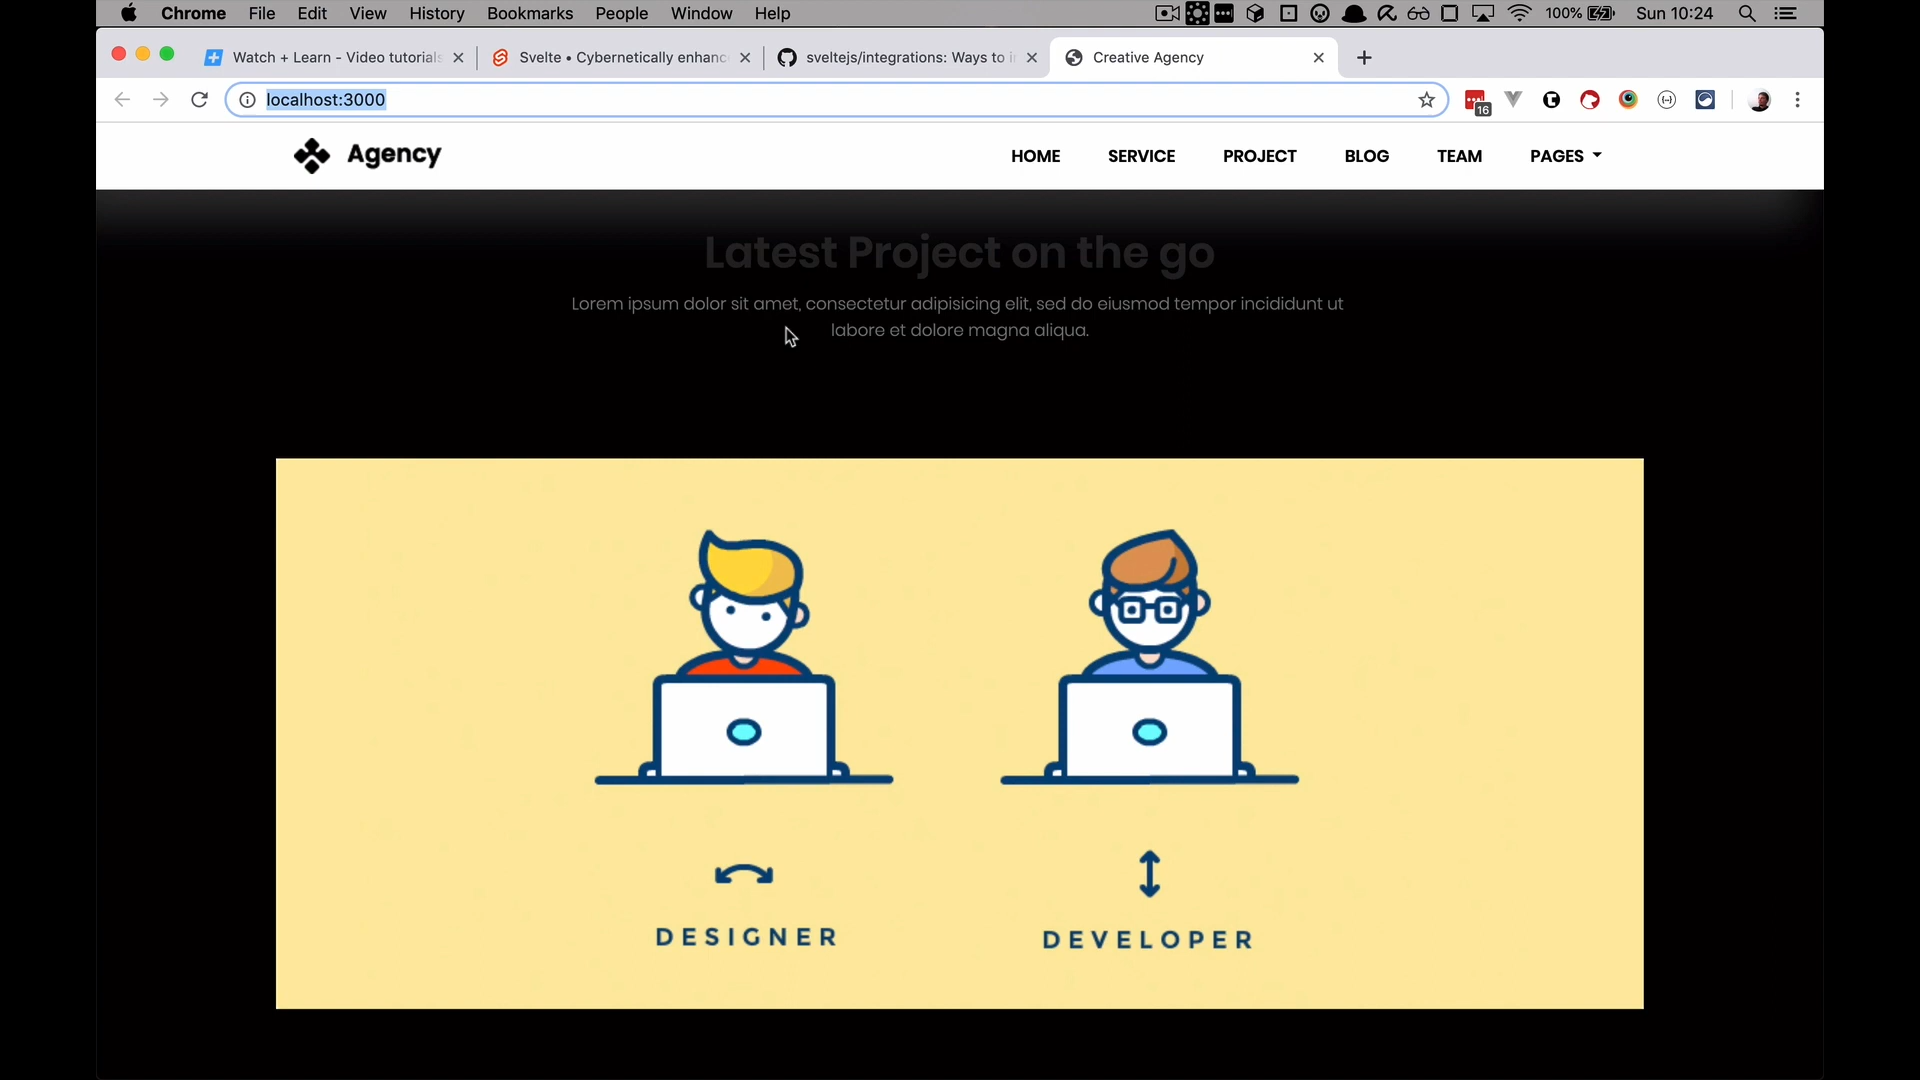 Chrome File Edit View History Bookmarks People Window Help 100% Sun 10:24
Watch + Learn - Video tutorials Svelte • Cybernetically enhanc sveltejs/integrations: Ways to i Creative Agency
localhost:3000 16
Agency HOME SERVICE PROJECT BLOG TEAM PAGES
Latest Project on the go
Lorem ipsum dolor sit amet, consectetur adipisicing elit, sed do eiusmod tempor incididunt ut
labore et dolore magna aliqua.
DESIGNER DEVELOPER